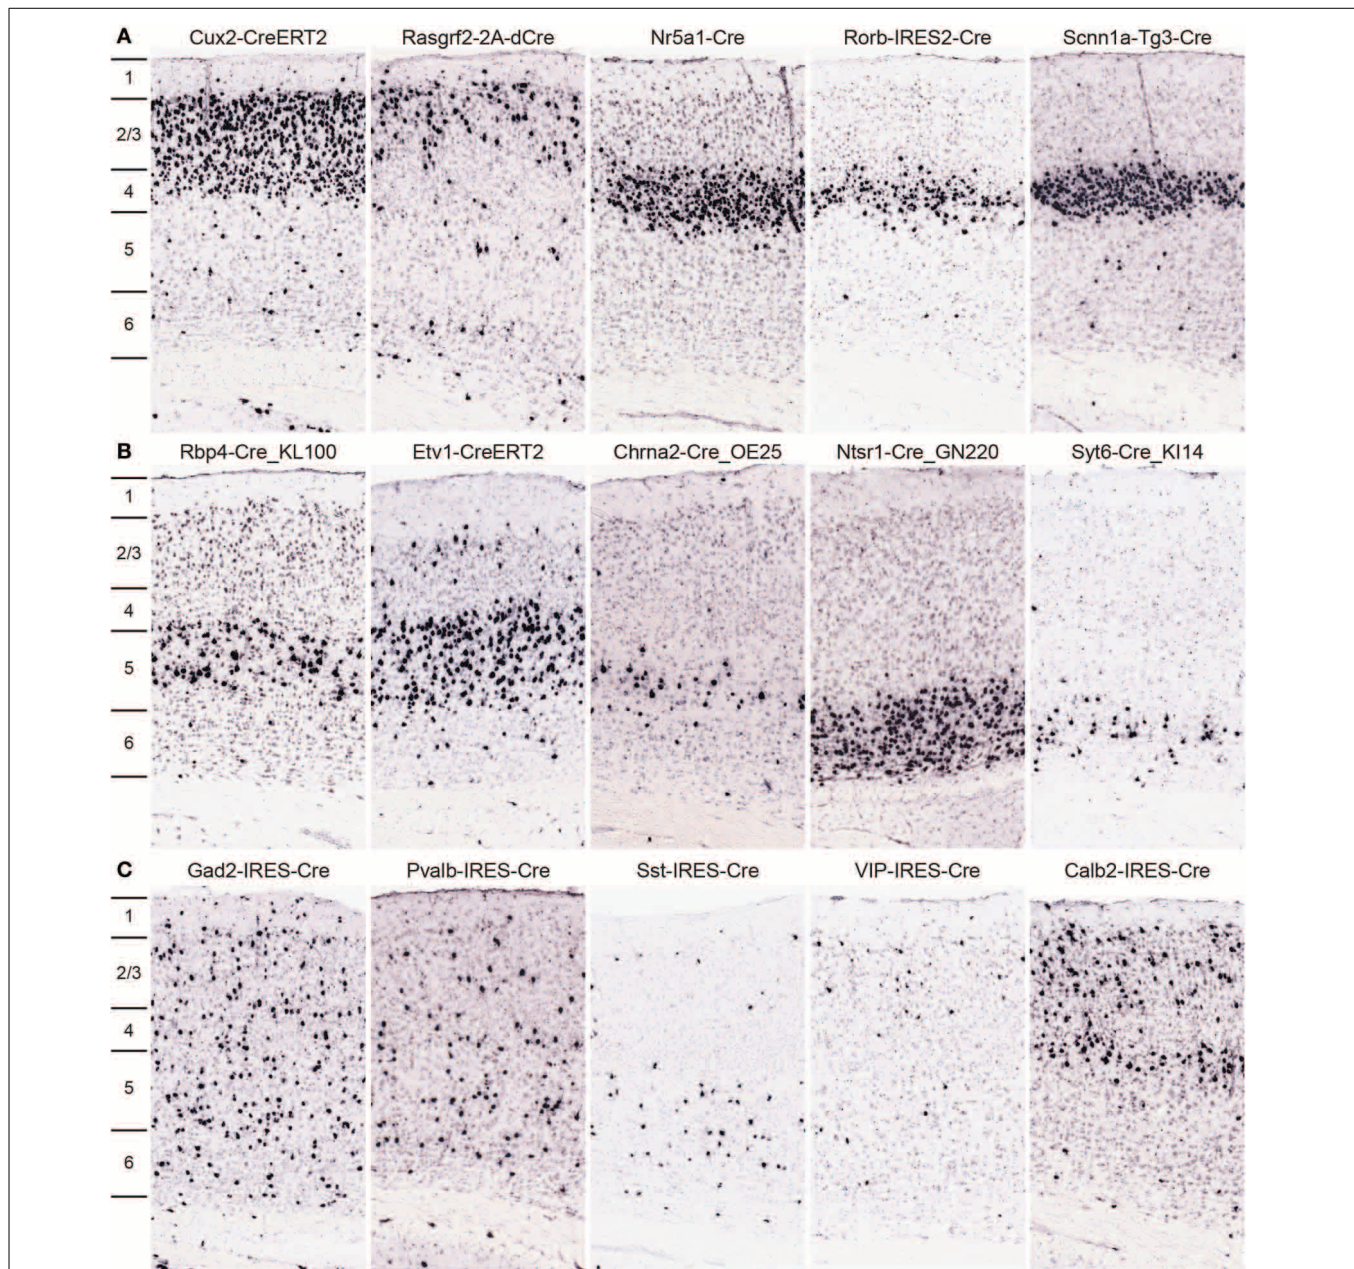 A
Cux2-CreERT2 Rasgrf2-2A-dCre Nr5a1-Cre Rorb-IRES2-Cre Scnn1a-Tg3-Cre
1
2/3
4
5
6
B
Rbp4-Cre_KL100 Etv1-CreERT2 Chrna2-Cre_OE25 Ntsr1-Cre_GN220 Syt6-Cre_KI14
1
2/3
4
5
6
C
Gad2-IRES-Cre Pvalb-IRES-Cre Sst-IRES-Cre VIP-IRES-Cre Calb2-IRES-Cre
1
2/3
4
5
6